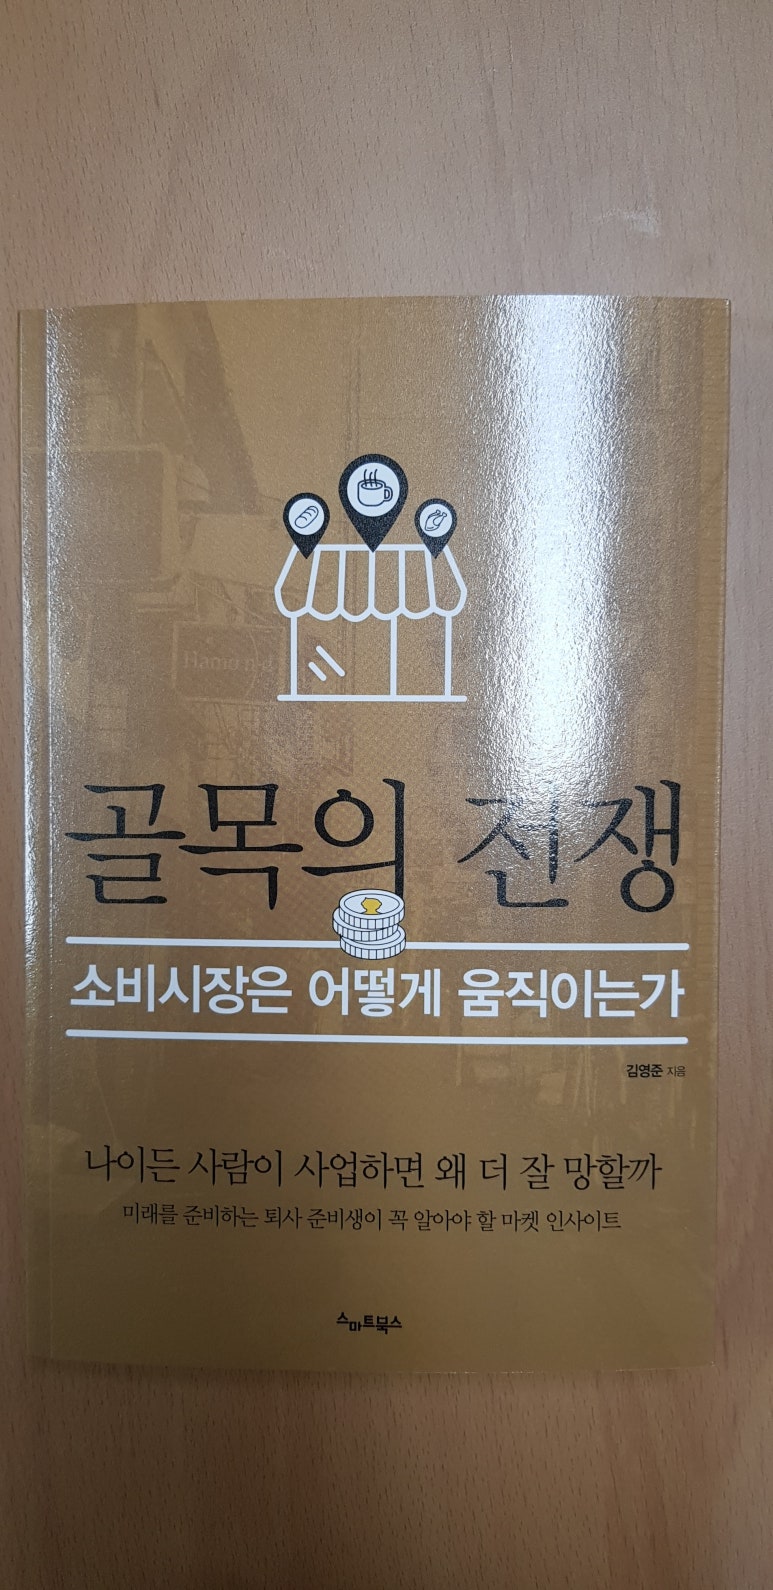 골목의 전쟁
소비시장은 어떻게 움직이는가
김영준 지음
나이든 사람이 사업하면 왜 더 잘 망할까
미래를 준비하는 퇴사 준비생이 꼭 알아야 할 마켓 인사이트
스마트북스